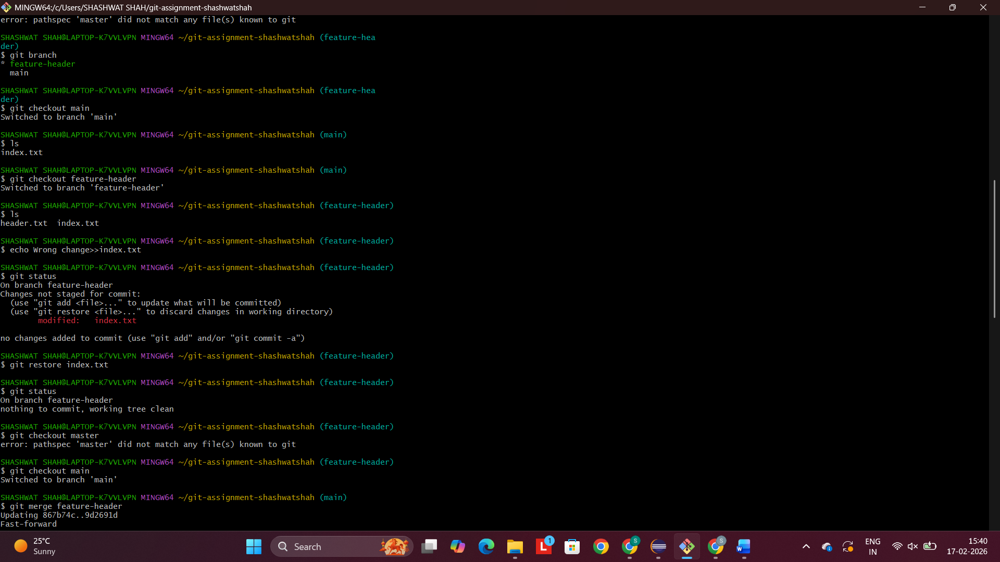 MINGW64:/c/Users/SHASHWAT SHAH/git-assignment-shashwatshah
error: pathspec 'master' did not match any file(s) known to git
SHASHWAT SHAH@LAPTOP-K7VVLVPN MINGW64 ~/git-assignment-shashwatshah (feature-hea
der)
$ git branch
* feature-header
  main
SHASHWAT SHAH@LAPTOP-K7VVLVPN MINGW64 ~/git-assignment-shashwatshah (feature-hea
der)
$ git checkout main
Switched to branch 'main'
SHASHWAT SHAH@LAPTOP-K7VVLVPN MINGW64 ~/git-assignment-shashwatshah (main)
$ ls
index.txt
SHASHWAT SHAH@LAPTOP-K7VVLVPN MINGW64 ~/git-assignment-shashwatshah (main)
$ git checkout feature-header
Switched to branch 'feature-header'
SHASHWAT SHAH@LAPTOP-K7VVLVPN MINGW64 ~/git-assignment-shashwatshah (feature-header)
$ ls
header.txt  index.txt
SHASHWAT SHAH@LAPTOP-K7VVLVPN MINGW64 ~/git-assignment-shashwatshah (feature-header)
$ echo Wrong change>>index.txt
SHASHWAT SHAH@LAPTOP-K7VVLVPN MINGW64 ~/git-assignment-shashwatshah (feature-header)
$ git status
On branch feature-header
Changes not staged for commit:
  (use "git add <file>..." to update what will be committed)
  (use "git restore <file>..." to discard changes in working directory)
        modified:   index.txt
no changes added to commit (use "git add" and/or "git commit -a")
SHASHWAT SHAH@LAPTOP-K7VVLVPN MINGW64 ~/git-assignment-shashwatshah (feature-header)
$ git restore index.txt
SHASHWAT SHAH@LAPTOP-K7VVLVPN MINGW64 ~/git-assignment-shashwatshah (feature-header)
$ git status
On branch feature-header
nothing to commit, working tree clean
SHASHWAT SHAH@LAPTOP-K7VVLVPN MINGW64 ~/git-assignment-shashwatshah (feature-header)
$ git checkout master
error: pathspec 'master' did not match any file(s) known to git
SHASHWAT SHAH@LAPTOP-K7VVLVPN MINGW64 ~/git-assignment-shashwatshah (feature-header)
$ git checkout main
Switched to branch 'main'
SHASHWAT SHAH@LAPTOP-K7VVLVPN MINGW64 ~/git-assignment-shashwatshah (main)
$ git merge feature-header
Updating 867b74c..9d2691d
Fast-forward
25°C
Sunny
Search
L
1
S
S
W
ENG
IN
15:40
17-02-2026